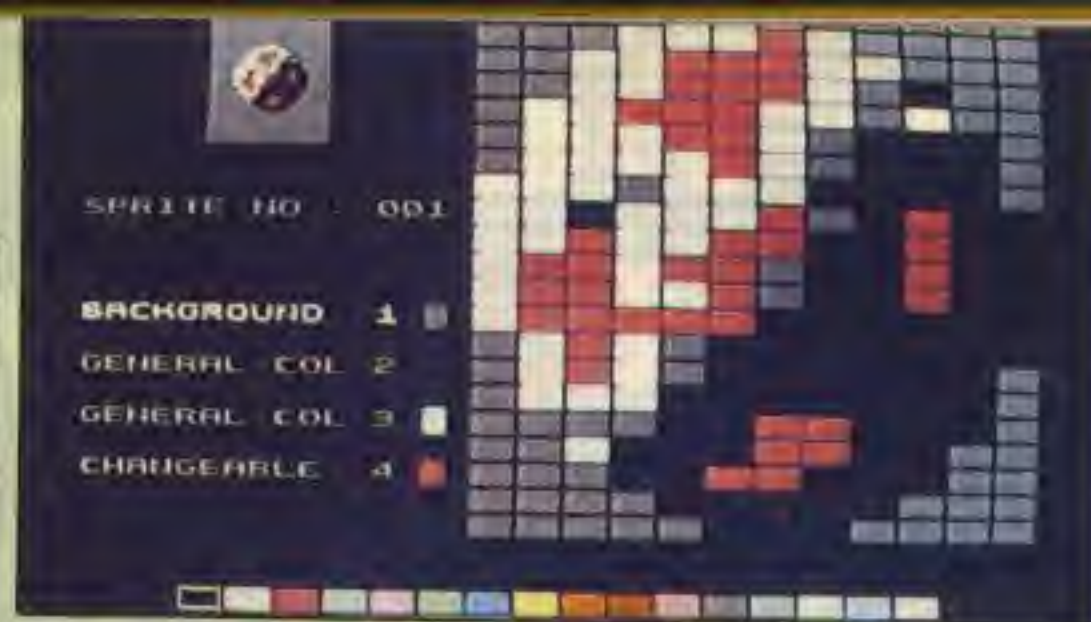 SPRITE NO : 001
BACKGROUND 1
GENERAL COL 2
GENERAL COL 3
CHANGEABLE 4